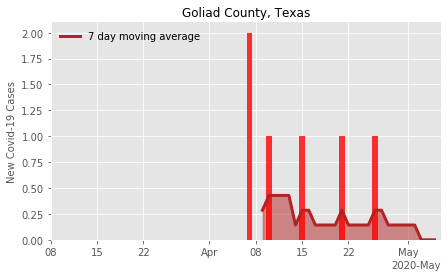 Goliad County, Texas
7 day moving average
New Covid-19 Cases
2.00
1.75
1.50
1.25
1.00
0.75
0.50
0.25
0.00
08
15
22
Apr
08
15
22
May
2020-May